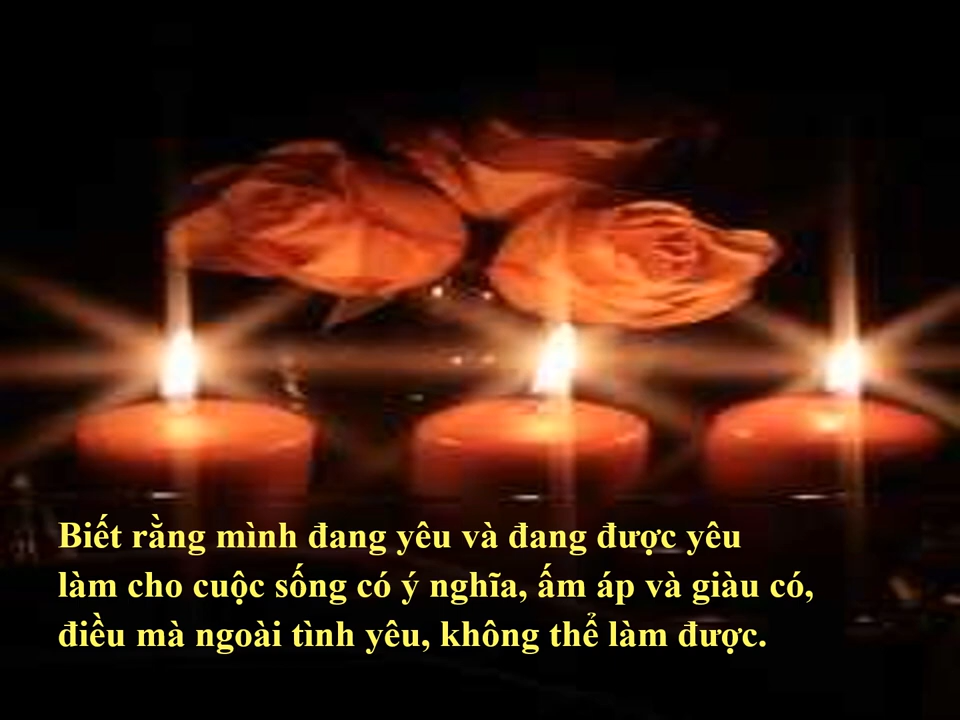 Biết rằng mình đang yêu và đang được yêu
làm cho cuộc sống có ý nghĩa, ấm áp và giàu có,
điều mà ngoài tình yêu, không thể làm được.